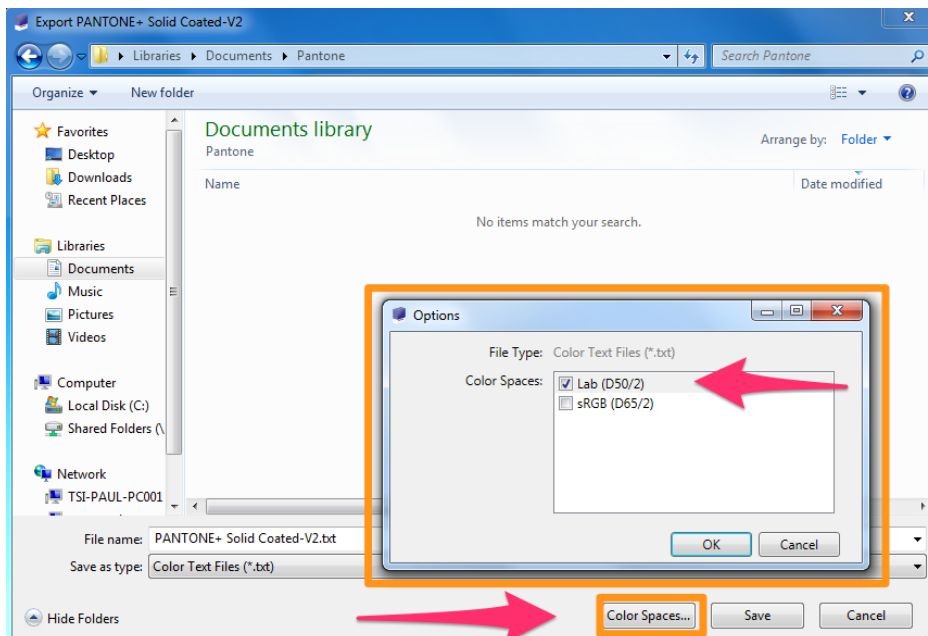 Export PANTONE+ Solid Coated-V2
X
Libraries Documents Pantone
Search Pantone
Organize New folder
Favorites
Desktop
Downloads
Recent Places
Libraries
Documents
Music
Pictures
Videos
Computer
Local Disk (C:)
Shared Folders (\
Network
TSI-PAUL-PC001
Documents library
Pantone
Arrange by: Folder
Name Date modified
No items match your search.
Options
File Type: Color Text Files (*.txt)
Color Spaces: Lab (D50/2)
sRGB (D65/2)
OK Cancel
File name: PANTONE+ Solid Coated-V2.txt
Save as type: Color Text Files (*.txt)
Hide Folders
Color Spaces... Save Cancel